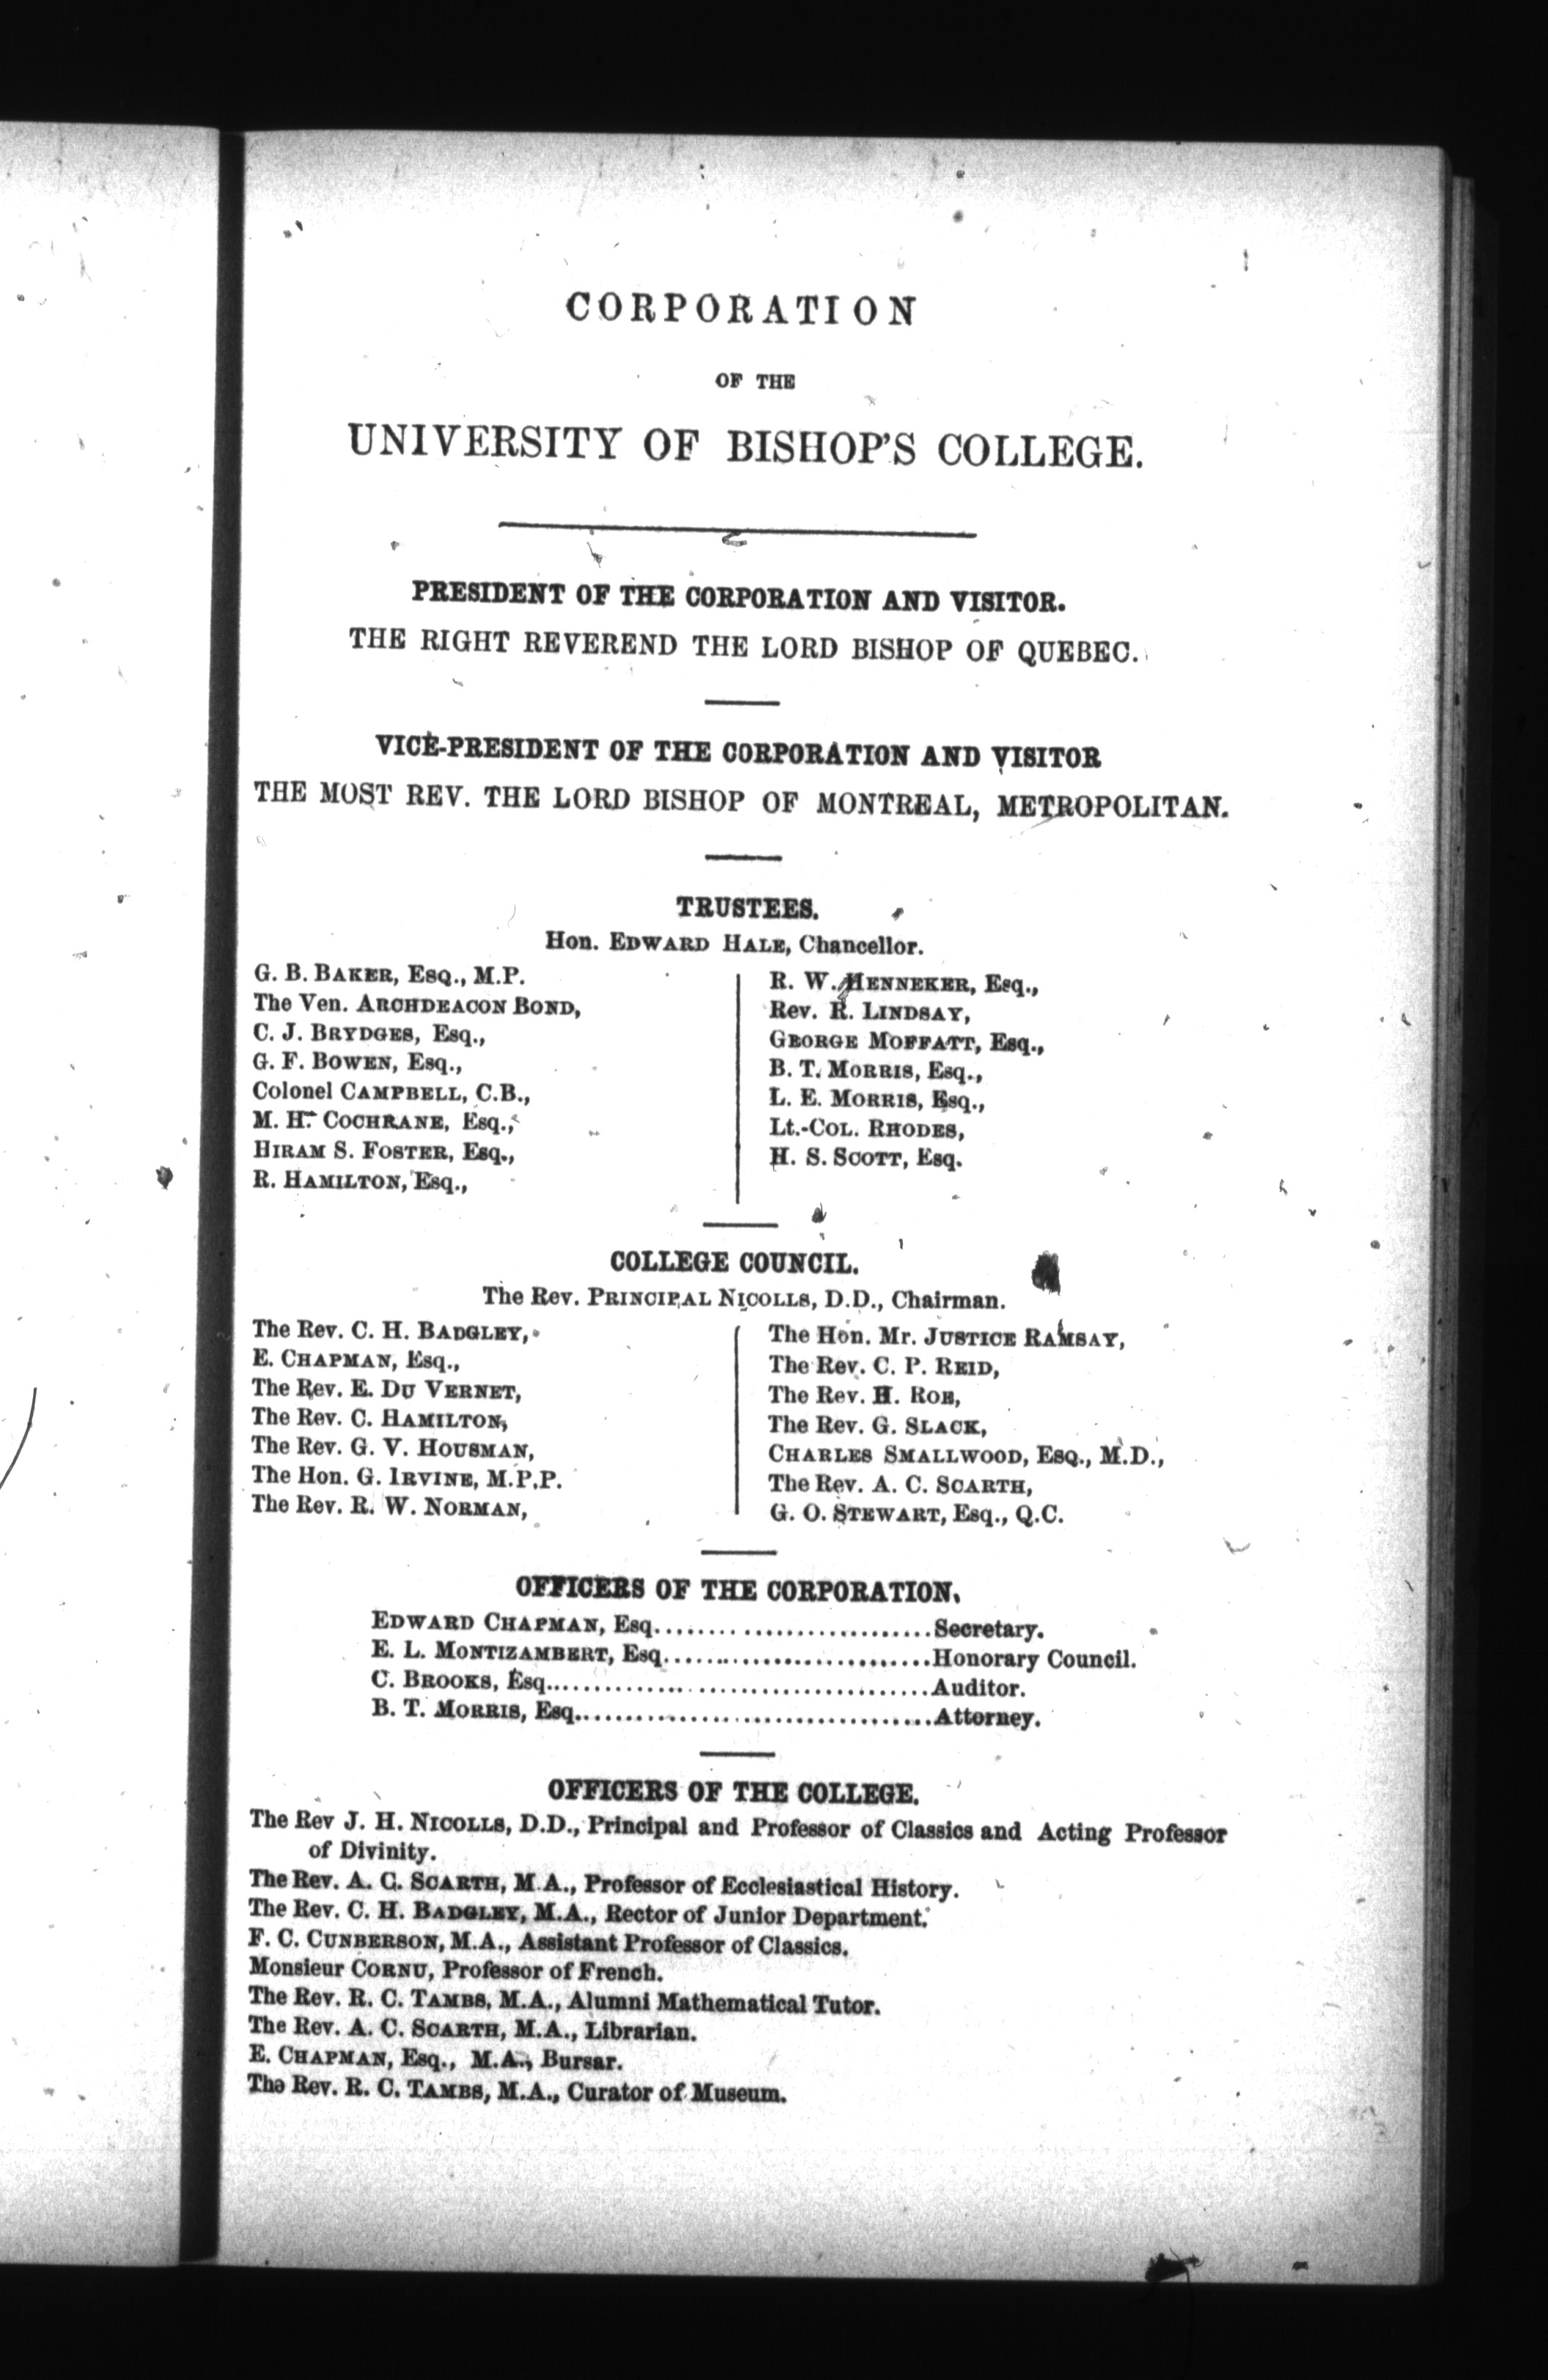 CORPORATION
OF THE
UNIVERSITY OF BISHOP'S COLLEGE.
PRESIDENT OF THE CORPORATION AND VISITOR.
THE RIGHT REVEREND THE LORD BISHOP OF QUEBEC.
VICE-PRESIDENT OF THE CORPORATION AND VISITOR
THE MOST REV. THE LORD BISHOP OF MONTREAL, METROPOLITAN.
TRUSTEES.
Hon. EDWARD HALE, Chancellor.
G. B. BAKER, ESQ., M.P.
The Ven. ARCHDEACON BOND,
C. J. BRYDGES, Esq.,
G. F. BOWEN, Esq.,
Colonel CAMPBELL, C.B.,
M. H. COCHRANE, Esq.,
HIRAM S. FOSTER, Esq.,
R. HAMILTON, Esq.,
R. W. HENNEKER, Esq.,
Rev. R. LINDSAY,
GEORGE MOFFATT, Esq.,
B. T. MORRIS, Esq.,
L. E. MORRIS, Esq.,
Lt.-COL. RHODES,
H. S. SCOTT, Esq.
COLLEGE COUNCIL.
The Rev. PRINCIPAL NICOLLS, D.D., Chairman.
The Rev. C. H. BADGLEY,
E. CHAPMAN, Esq.,
The Rev. E. DU VERNET,
The Rev. C. HAMILTON,
The Rev. G. V. HOUSMAN,
The Hon. G. IRVINE, M.P.P.
The Rev. R. W. NORMAN,
The Hon. Mr. JUSTICE RAMSAY,
The Rev. C. P. REID,
The Rev. H. ROE,
The Rev. G. SLACK,
CHARLES SMALLWOOD, ESQ., M.D.,
The Rev. A. C. SCARTH,
G. O. STEWART, Esq., Q.C.
OFFICERS OF THE CORPORATION.
EDWARD CHAPMAN, Esq..........................Secretary.
E. L. MONTIZAMBERT, Esq.........................Honorary Council.
C. BROOKS, Esq....................................Auditor.
B. T. MORRIS, Esq.................................Attorney.
OFFICERS OF THE COLLEGE.
The Rev J. H. NICOLLS, D.D., Principal and Professor of Classics and Acting Professor
of Divinity.
The Rev. A. C. SCARTH, M.A., Professor of Ecclesiastical History.
The Rev. C. H. BADGLEY, M.A., Rector of Junior Department.
F. C. CUNBERSON, M.A., Assistant Professor of Classics.
Monsieur CORNU, Professor of French.
The Rev. R. C. TAMBS, M.A., Alumni Mathematical Tutor.
The Rev. A. C. SCARTH, M.A., Librarian.
E. CHAPMAN, Esq., M.A., Bursar.
The Rev. R. C. TAMBS, M.A., Curator of Museum.